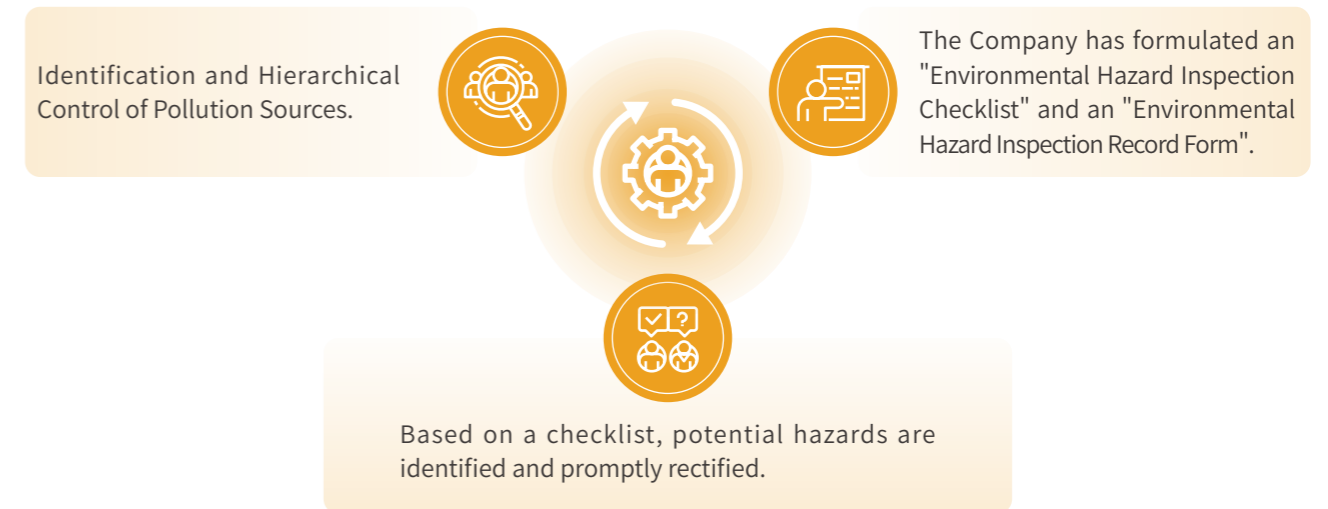 Identification and Hierarchical
Control of Pollution Sources.
The Company has formulated an
"Environmental Hazard Inspection
Checklist" and an "Environmental
Hazard Inspection Record Form".
Based on a checklist, potential hazards are
identified and promptly rectified.